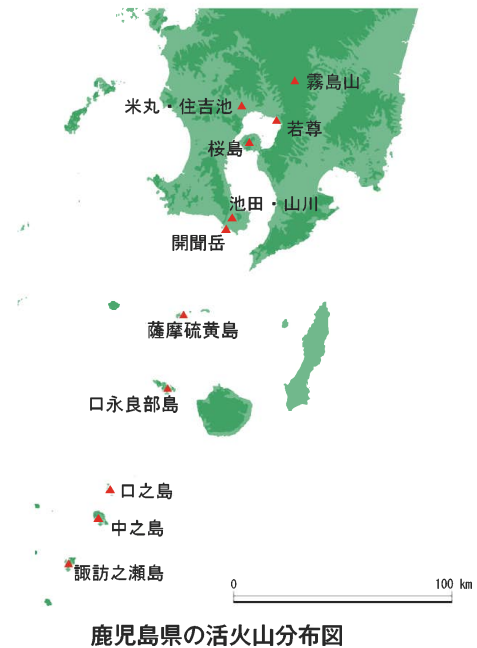 霧島山
米丸・住吉池
若尊
桜島
池田・山川
開聞岳
薩摩硫黄島
口永良部島
口之島
中之島
諏訪之瀬島
0 100 km
鹿児島県の活火山分布図